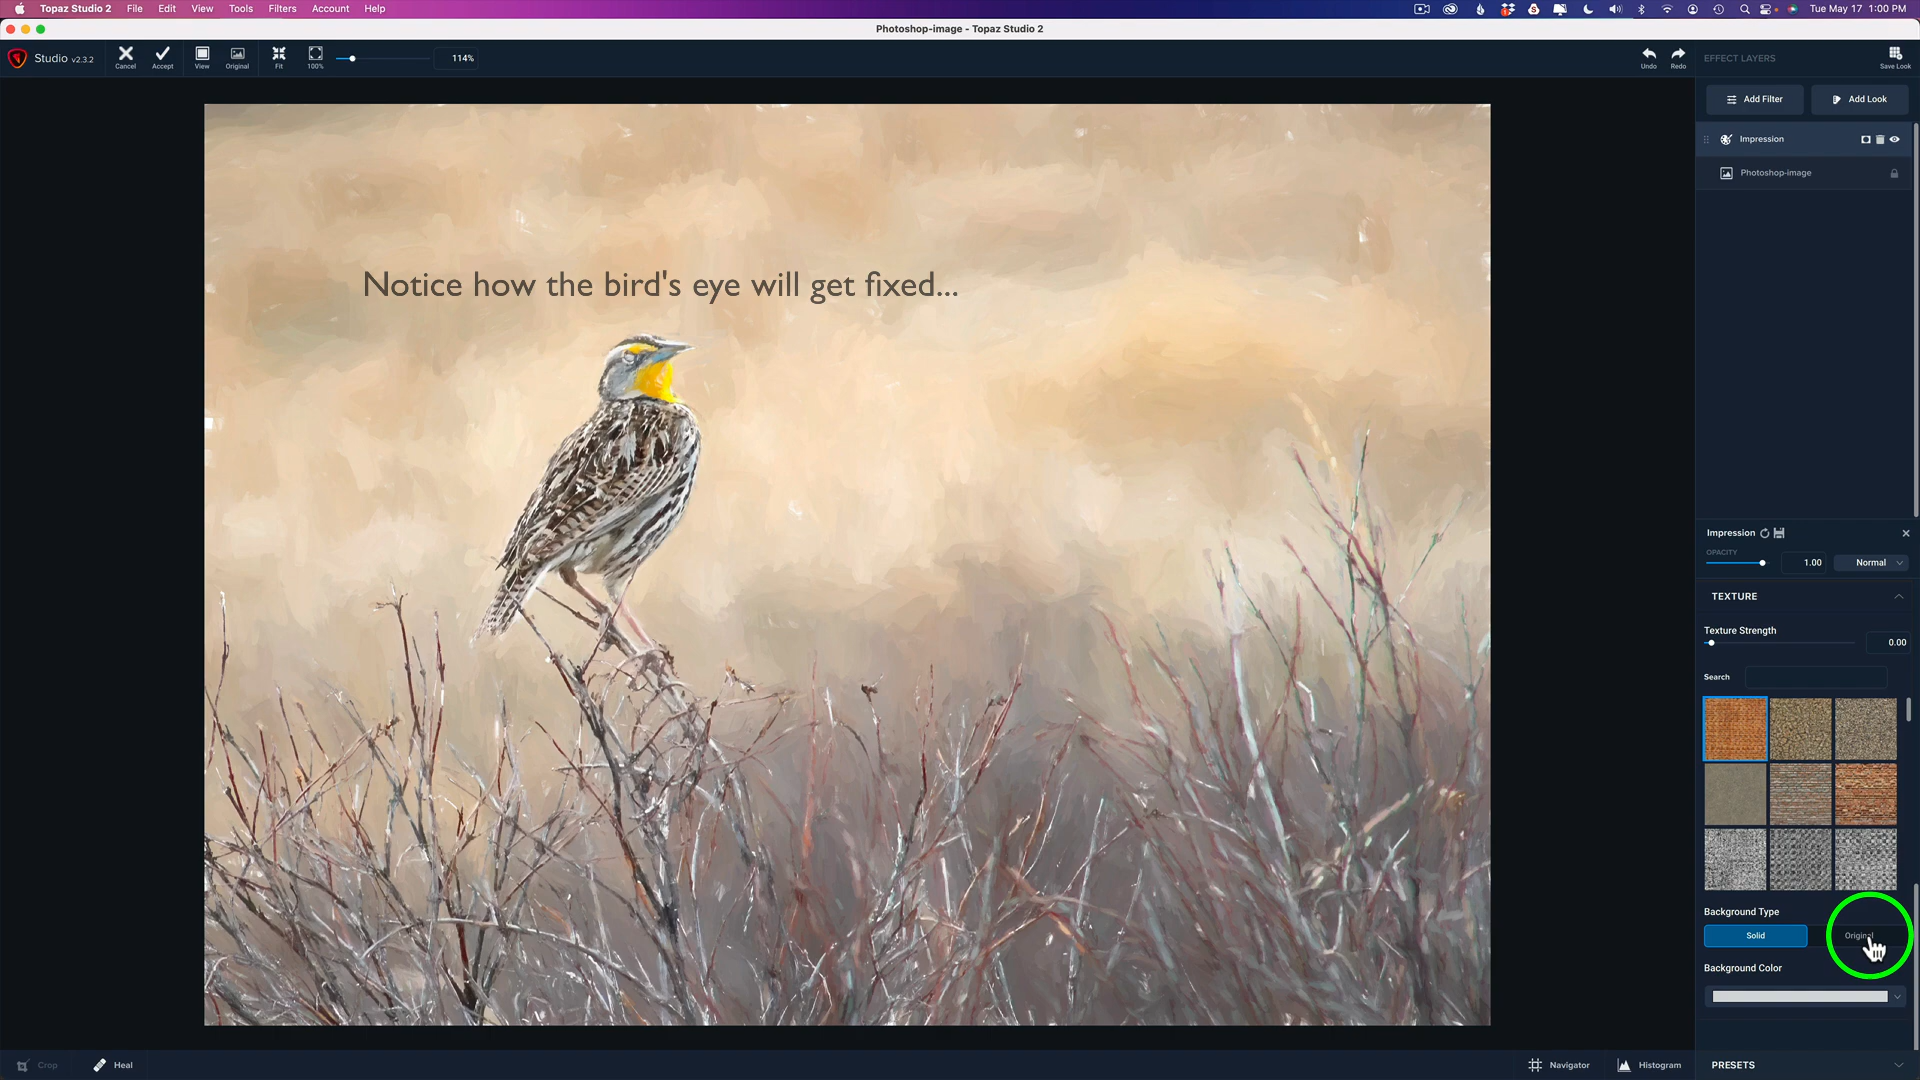 Topaz Studio 2 File Edit View Tools Filters Account Help Tue May 17 1:00 PM
Photoshop-image - Topaz Studio 2
Studio v2.3.2 Cancel Accept View Original Fit 100% 114% Undo Redo EFFECT LAYERS Save Look
Add Filter Add Look
Impression
Photoshop-image
Notice how the bird's eye will get fixed...
Impression
OPACITY
1.00 Normal
TEXTURE
Texture Strength
0.00
Search
Background Type
Solid Original
Background Color
Crop Heal Navigator Histogram PRESETS